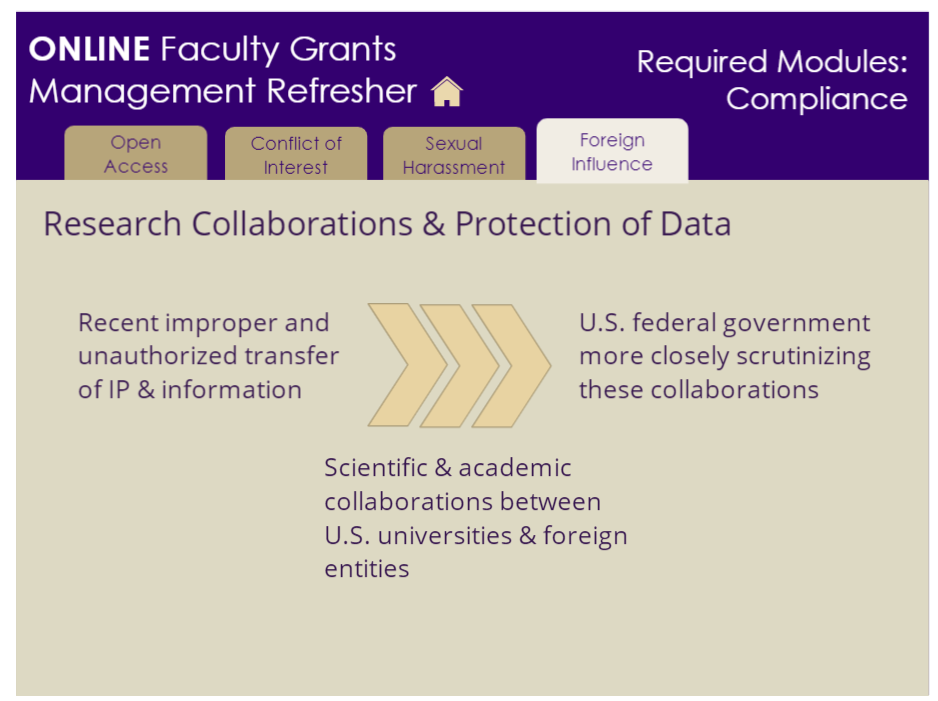 ONLINE Faculty Grants
Management Refresher
Required Modules:
Compliance
Open
Access
Conflict of
Interest
Sexual
Harassment
Foreign
Influence
Research Collaborations & Protection of Data
Recent improper and
unauthorized transfer
of IP & information
U.S. federal government
more closely scrutinizing
these collaborations
Scientific & academic
collaborations between
U.S. universities & foreign
entities